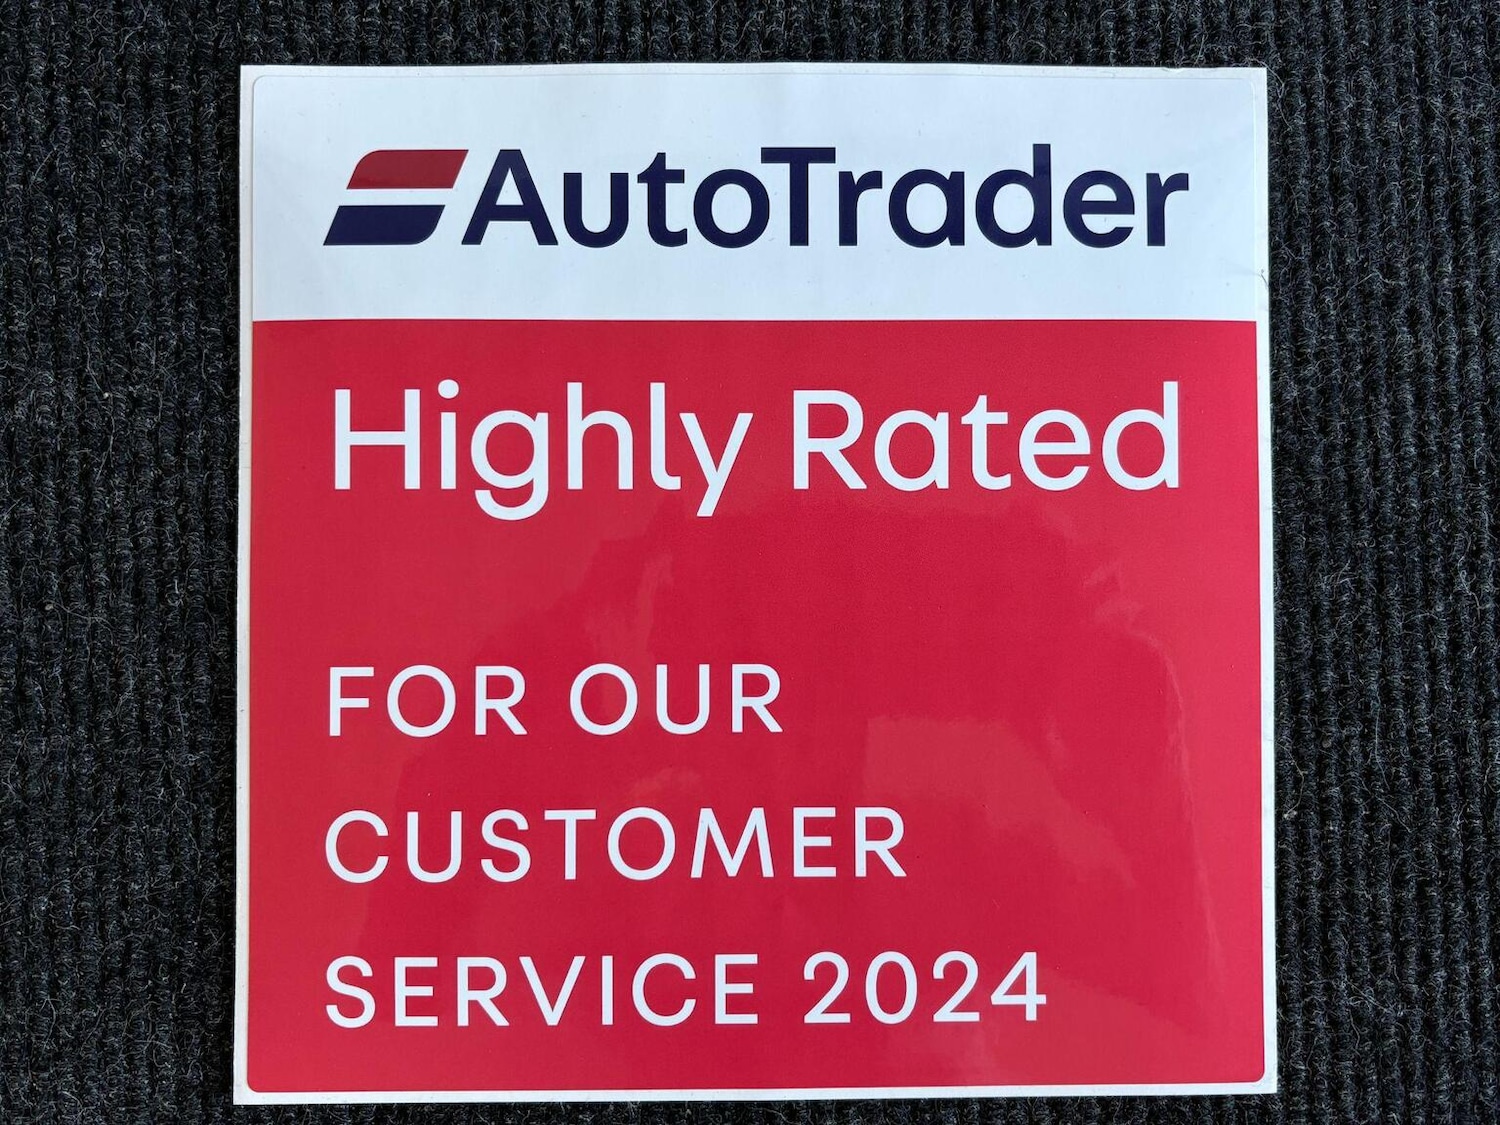 AutoTrader
Highly Rated
FOR OUR
CUSTOMER
SERVICE 2024